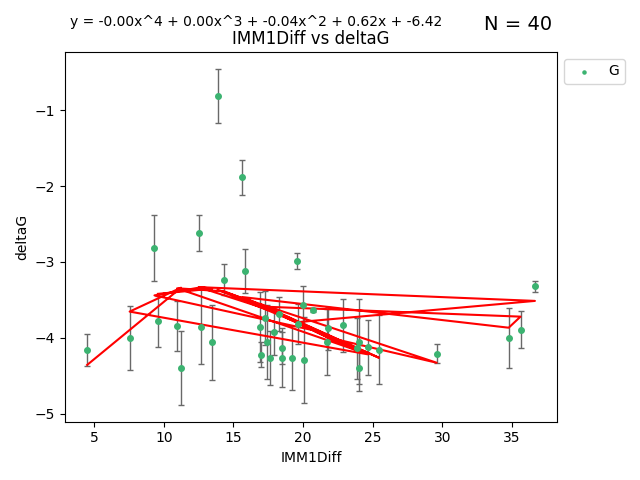 y = -0.00x^4 + 0.00x^3 + -0.04x^2 + 0.62x + -6.42
N = 40
IMM1Diff vs deltaG
G
−1
−2
−3
−4
−5
deltaG
5 10 15 20 25 30 35
IMM1Diff